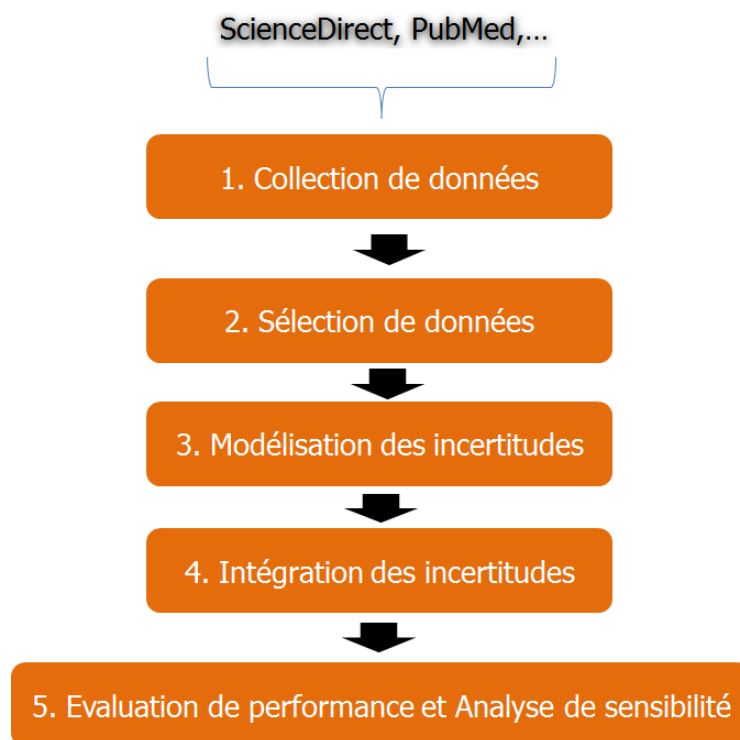 ScienceDirect, PubMed,...
1. Collection de données
2. Sélection de données
3. Modélisation des incertitudes
4. Intégration des incertitudes
5. Evaluation de performance et Analyse de sensibilité